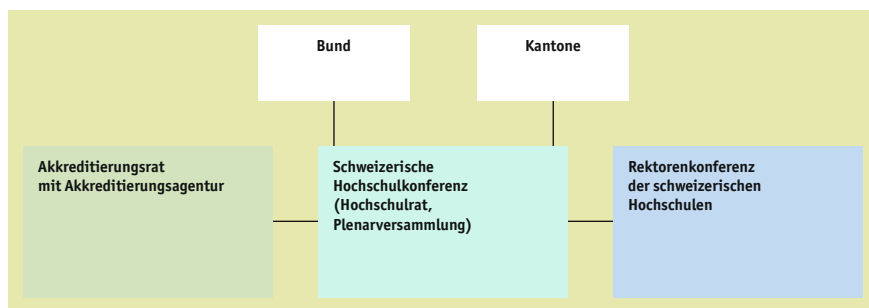 Bund
Kantone
Akkreditierungsrat
mit Akkreditierungsagentur
Schweizerische
Hochschulkonferenz
(Hochschulrat,
Plenarversammlung)
Rektorenkonferenz
der schweizerischen
Hochschulen